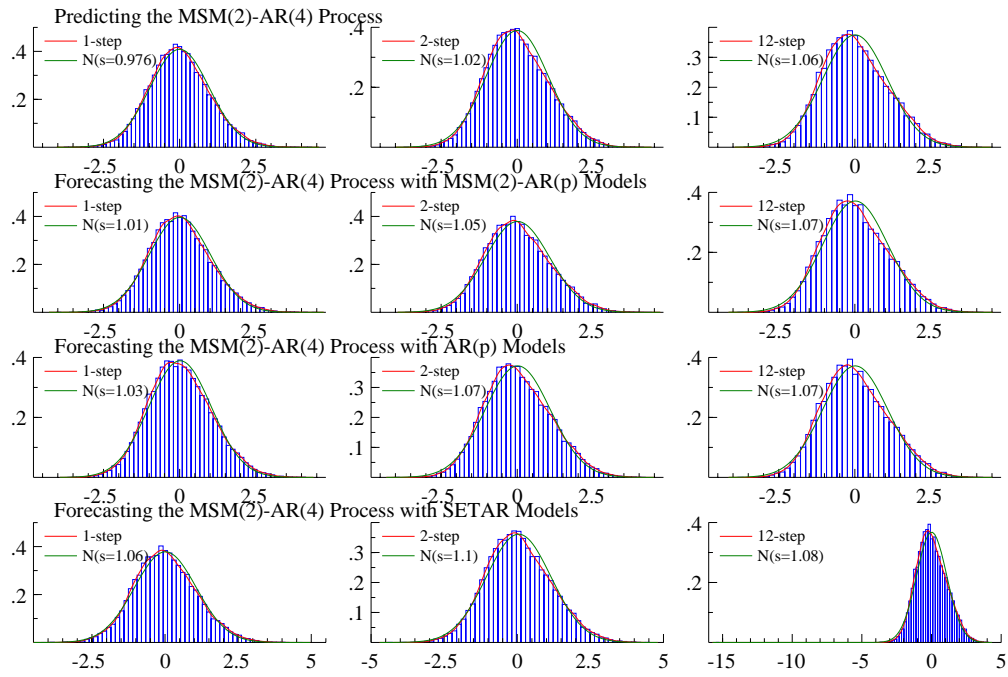 Predicting the MSM(2)-AR(4) Process
.4
.2
1-step
N(s=0.976)
-2.5
0
2.5
.4
.2
2-step
N(s=1.02)
-2.5
0
2.5
.3
.2
.1
12-step
N(s=1.06)
-2.5
0
2.5
Forecasting the MSM(2)-AR(4) Process with MSM(2)-AR(p) Models
.4
.2
1-step
N(s=1.01)
-2.5
0
2.5
.4
.2
2-step
N(s=1.05)
-2.5
0
2.5
.4
.2
12-step
N(s=1.07)
-2.5
0
2.5
Forecasting the MSM(2)-AR(4) Process with AR(p) Models
.4
.2
1-step
N(s=1.03)
-2.5
0
2.5
.3
.2
.1
2-step
N(s=1.07)
-2.5
0
2.5
.4
.2
12-step
N(s=1.07)
-2.5
0
2.5
Forecasting the MSM(2)-AR(4) Process with SETAR Models
.4
.2
1-step
N(s=1.06)
-2.5
0
2.5
5
.3
.2
.1
2-step
N(s=1.1)
-5
-2.5
0
2.5
.4
.2
12-step
N(s=1.08)
-15
-10
-5
0
5